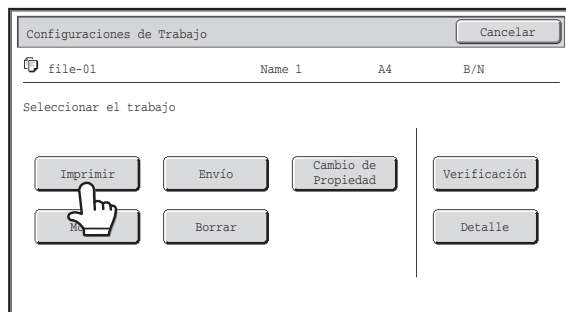 Configuraciones de Trabajo
Cancelar
file-01 Name 1 A4 B/N
Seleccionar el trabajo
Imprimir Envío Cambio de Propiedad Verificación
Borrar Detalle